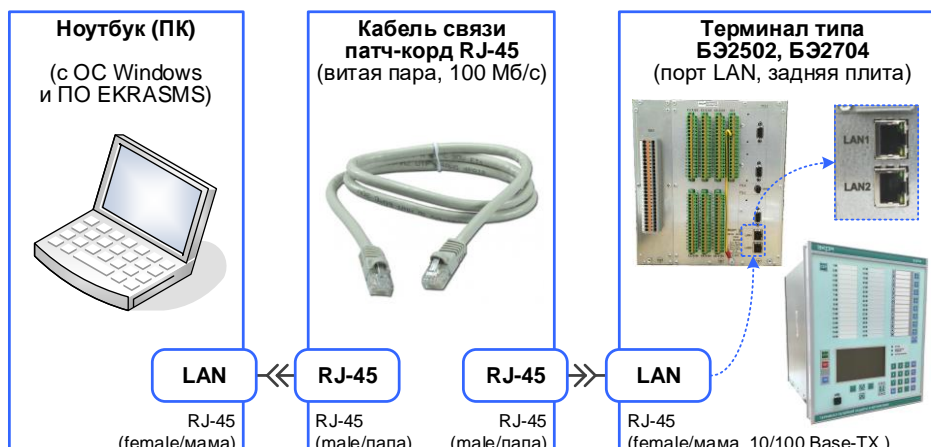 Ноутбук (ПК)
(с ОС Windows
и ПО EKRASMS)
LAN
RJ-45
(female/мама)
Кабель связи
патч-корд RJ-45
(витая пара, 100 Мб/с)
RJ-45
RJ-45
RJ-45
(male/папа)
RJ-45
(male/папа)
Терминал типа
БЭ2502, БЭ2704
(порт LAN, задняя плита)
LAN1
LAN2
LAN
RJ-45
(female/мама, 10/100 Base-TX )